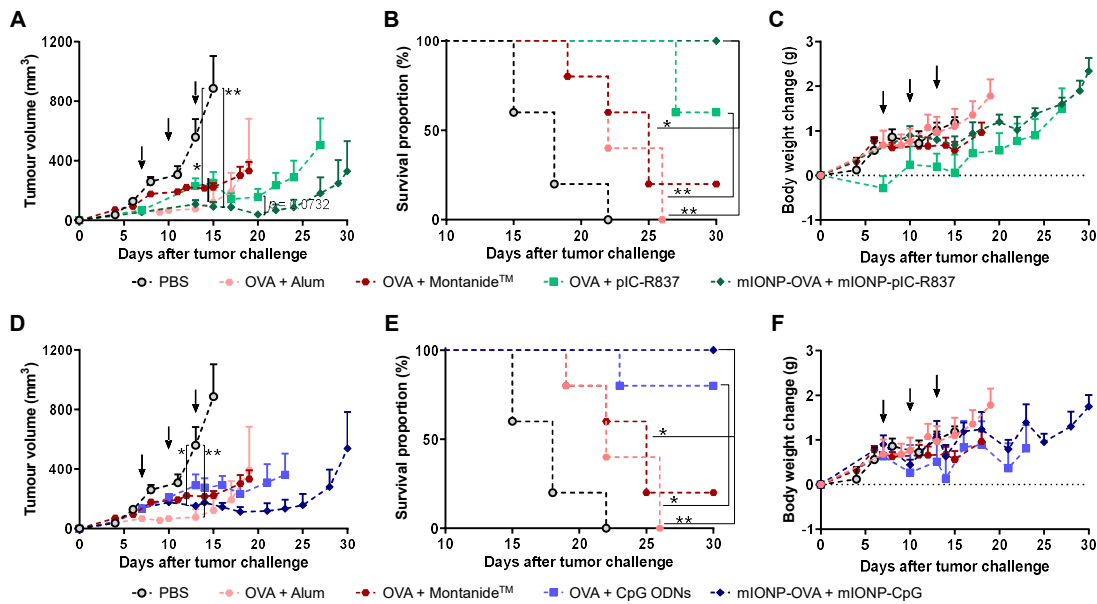 A
Tumour volume (mm³)
1200
800
400
0
0 5 10 15 20 25 30
Days after tumor challenge
**
*
B
Survival proportion (%)
100
50
0
10 15 20 25 30
Days after tumor challenge
*
**
**
C
Body weight change (g)
3
2
1
0
-1
0 5 10 15 20 25 30
Days after tumor challenge
PBS OVA + Alum OVA + Montanide™ OVA + pIC-R837 mIONP-OVA + mIONP-pIC-R837
D
Tumour volume (mm³)
1200
800
400
0
0 5 10 15 20 25 30
Days after tumor challenge
* **
E
Survival proportion (%)
100
50
0
10 15 20 25 30
Days after tumor challenge
*
*
**
F
Body weight change (g)
3
2
1
0
-1
0 5 10 15 20 25 30
Days after tumor challenge
PBS OVA + Alum OVA + Montanide™ OVA + CpG ODNs mIONP-OVA + mIONP-CpG